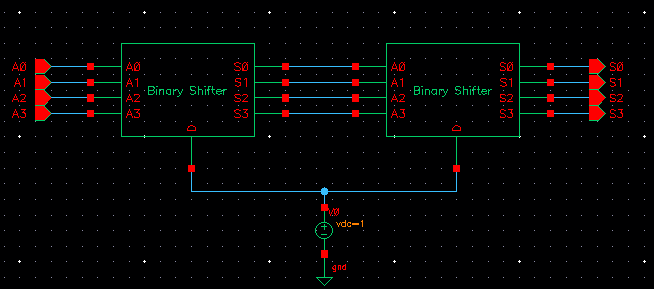 A0 A0 S0 A0 S0 S0
A1 A1 S1 A1 S1 S1
Binary Shifter Binary Shifter
A2 A2 S2 A2 S2 S2
A3 A3 S3 A3 S3 S3
D D
V0
vdc=1
gnd